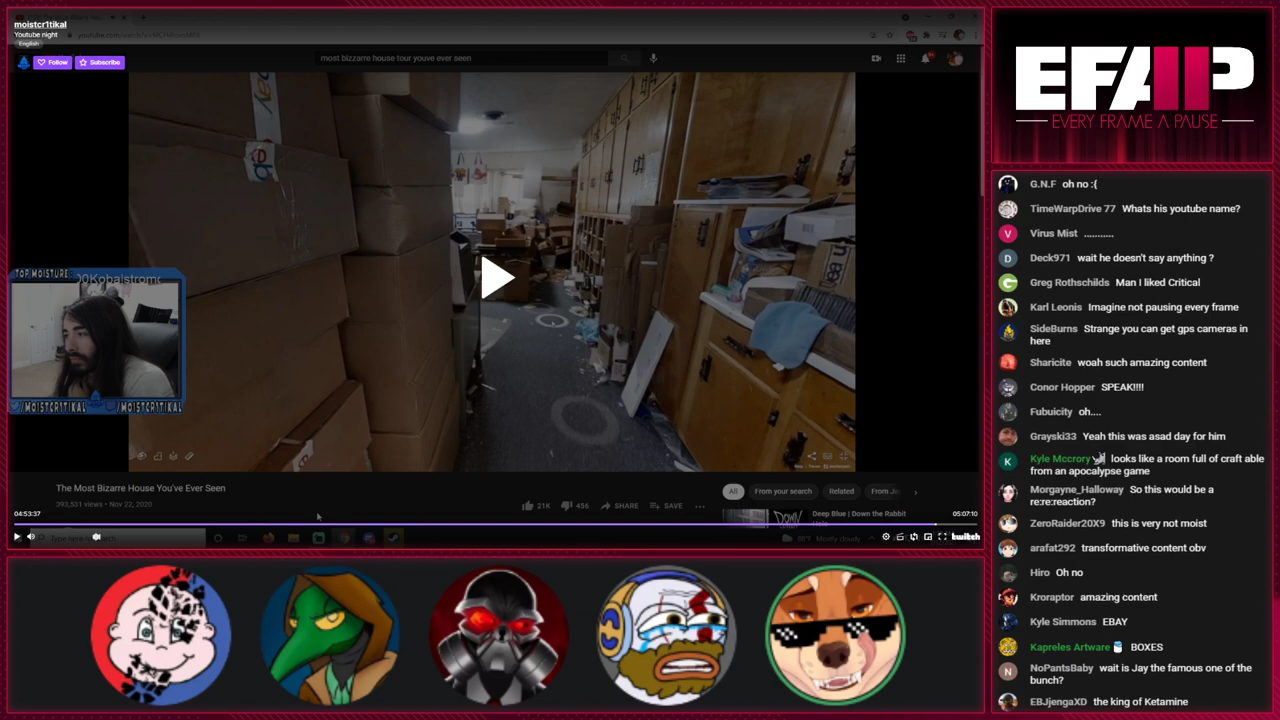 moistcr1tikal
Youtube night
English
Follow
Subscribe
most bizzarre house tour youve ever seen
ebay
TOP MOISTURE:
/MOISTCR1TIKAL
/MOISTCR1TIKAL
The Most Bizarre House You've Ever Seen
393,531 views • Nov 22, 2020
21K
456
SHARE
SAVE
All
From your search
Related
Deep Blue | Down the Rabbit
Hole
04:53:37
05:07:10
Mostly cloudy
twitch
EFAP
EVERY FRAME A PAUSE
G.N.F oh no :(
TimeWarpDrive 77 Whats his youtube name?
Virus Mist ...........
Deck971 wait he doesn't say anything ?
Greg Rothschilds Man I liked Critical
Karl Leonis Imagine not pausing every frame
SideBurns Strange you can get gps cameras in
here
Sharicite woah such amazing content
Conor Hopper SPEAK!!!!
Fubuicity oh....
Grayski33 Yeah this was asad day for him
Kyle Mccrory looks like a room full of craft able
from an apocalypse game
Morgayne_Halloway So this would be a
re:re:reaction?
ZeroRaider20X9 this is very not moist
arafat292 transformative content obv
Hiro Oh no
Kroraptor amazing content
Kyle Simmons EBAY
Kapreles Artware BOXES
NoPantsBaby wait is Jay the famous one of the
bunch?
EBJjengaXD the king of Ketamine